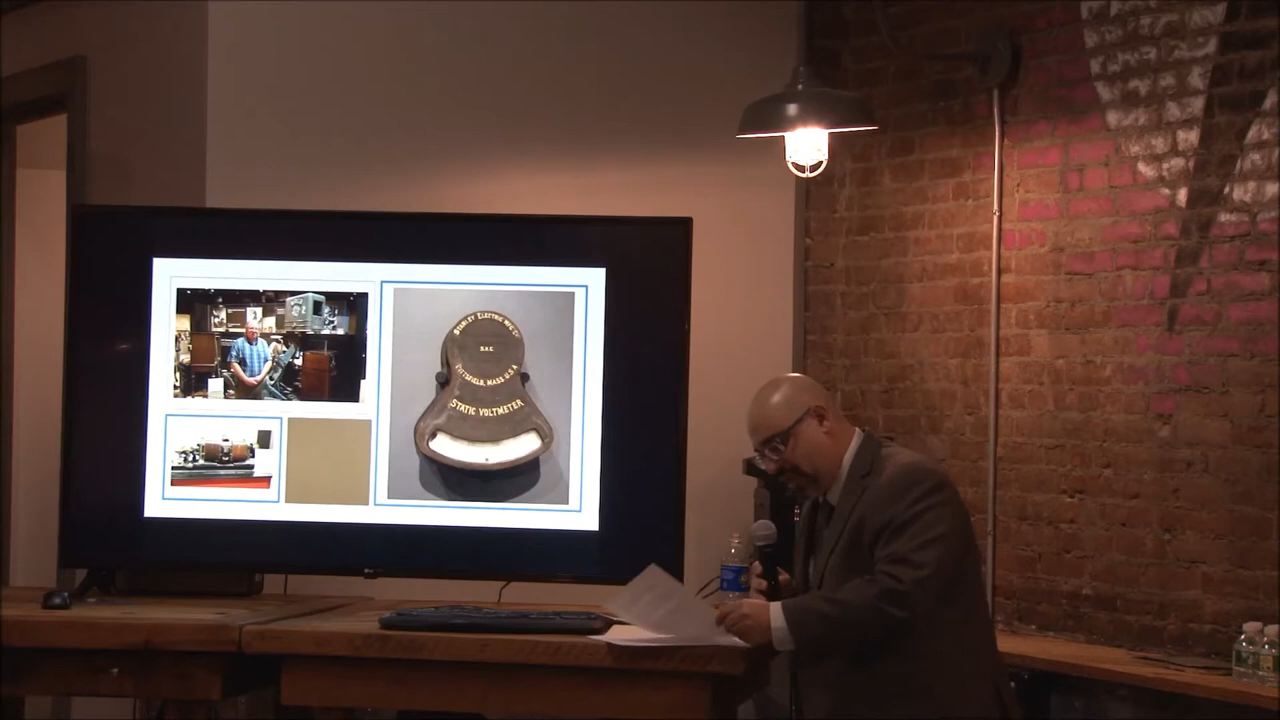 STANLEY ELECTRIC MFG CO
S.K.C.
PITTSFIELD, MASS U.S.A
STATIC VOLTMETER